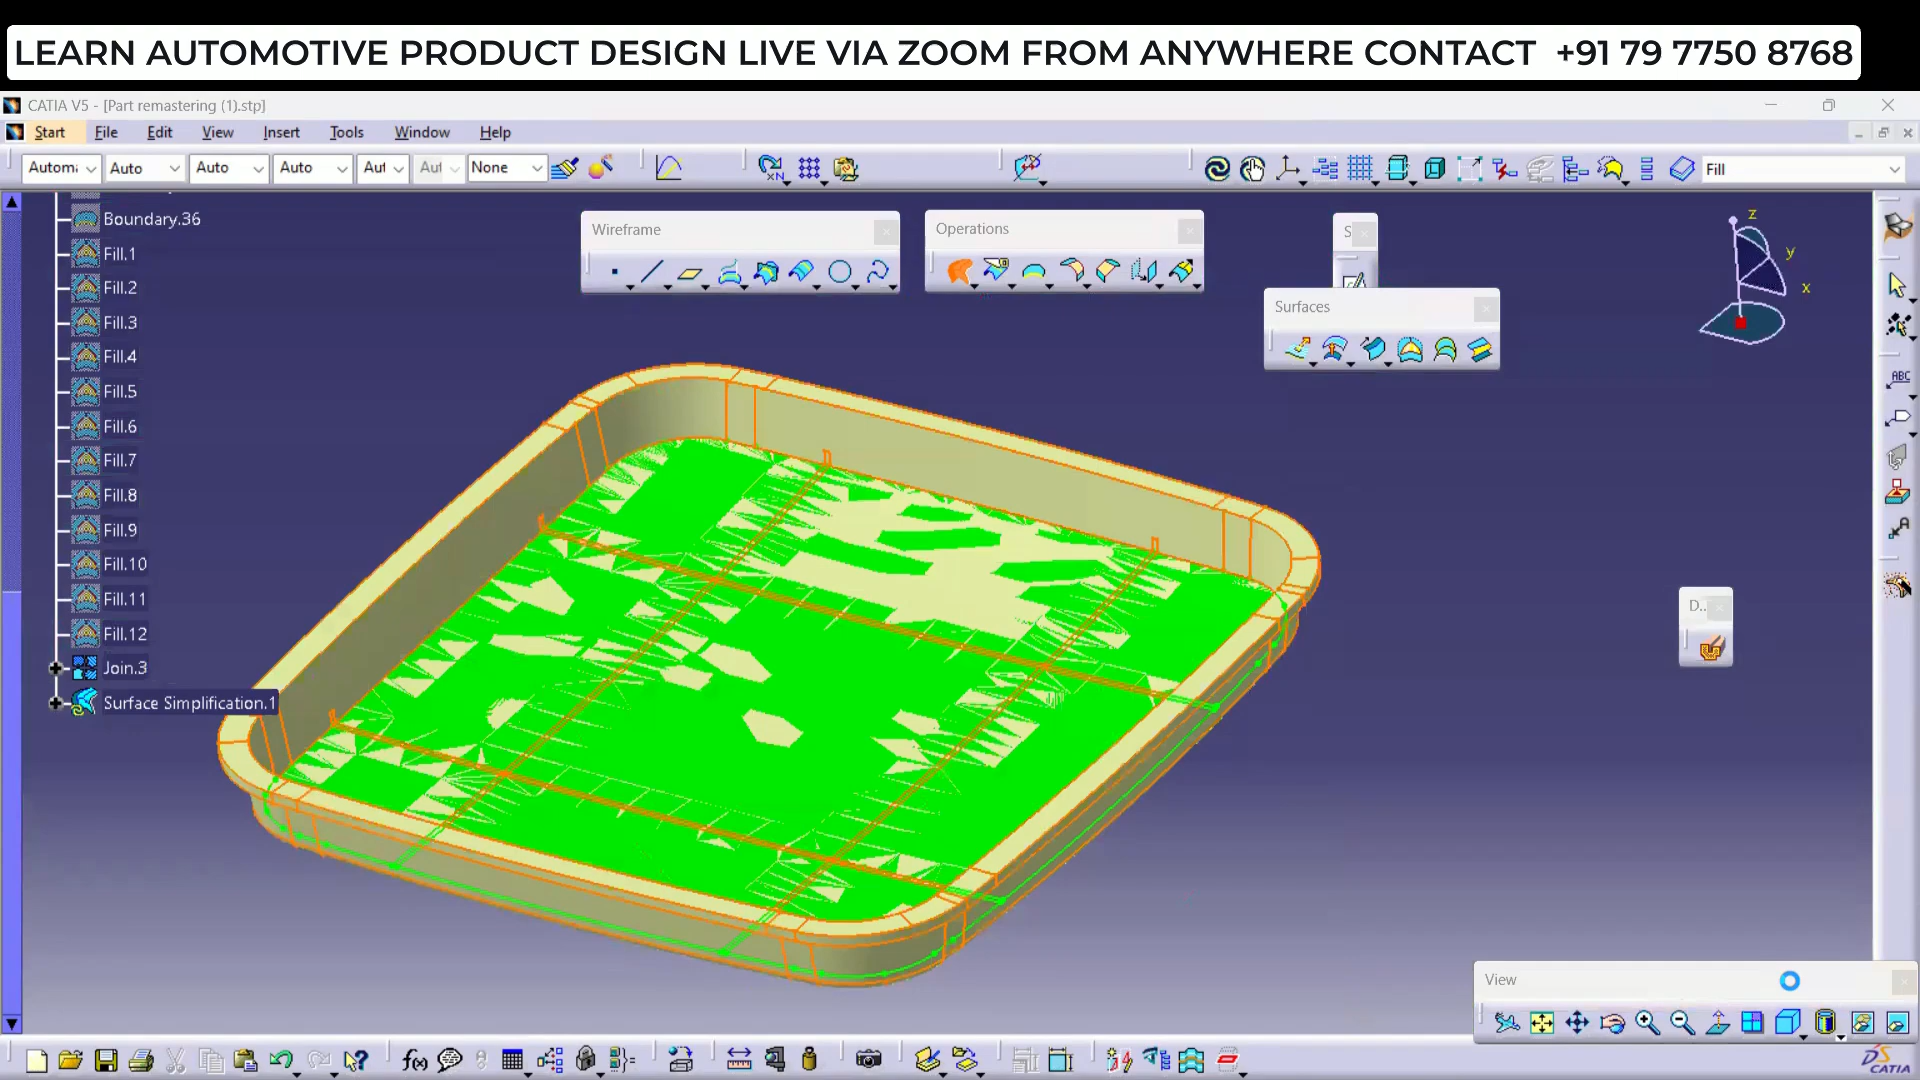 LEARN AUTOMOTIVE PRODUCT DESIGN LIVE VIA ZOOM FROM ANYWHERE CONTACT +91 79 7750 8768
CATIA V5 - [Part remastering (1).stp]
Start File Edit View Insert Tools Window Help
Automa Auto Auto Auto Aut Aut None Fill
Boundary.36
Fill.1
Fill.2
Fill.3
Fill.4
Fill.5
Fill.6
Fill.7
Fill.8
Fill.9
Fill.10
Fill.11
Fill.12
Join.3
Surface Simplification.1
Wireframe
Operations
S
Surfaces
z
y
x
ABC
D..
View
f(x)
DS CATIA